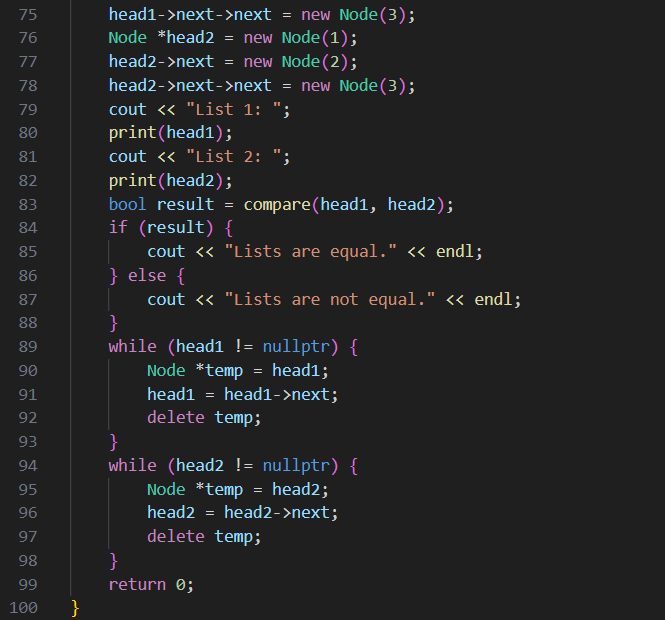 75 head1->next->next = new Node(3);
76 Node *head2 = new Node(1);
77 head2->next = new Node(2);
78 head2->next->next = new Node(3);
79 cout << "List 1: ";
80 print(head1);
81 cout << "List 2: ";
82 print(head2);
83 bool result = compare(head1, head2);
84 if (result) {
85 cout << "Lists are equal." << endl;
86 } else {
87 cout << "Lists are not equal." << endl;
88 }
89 while (head1 != nullptr) {
90 Node *temp = head1;
91 head1 = head1->next;
92 delete temp;
93 }
94 while (head2 != nullptr) {
95 Node *temp = head2;
96 head2 = head2->next;
97 delete temp;
98 }
99 return 0;
100 }